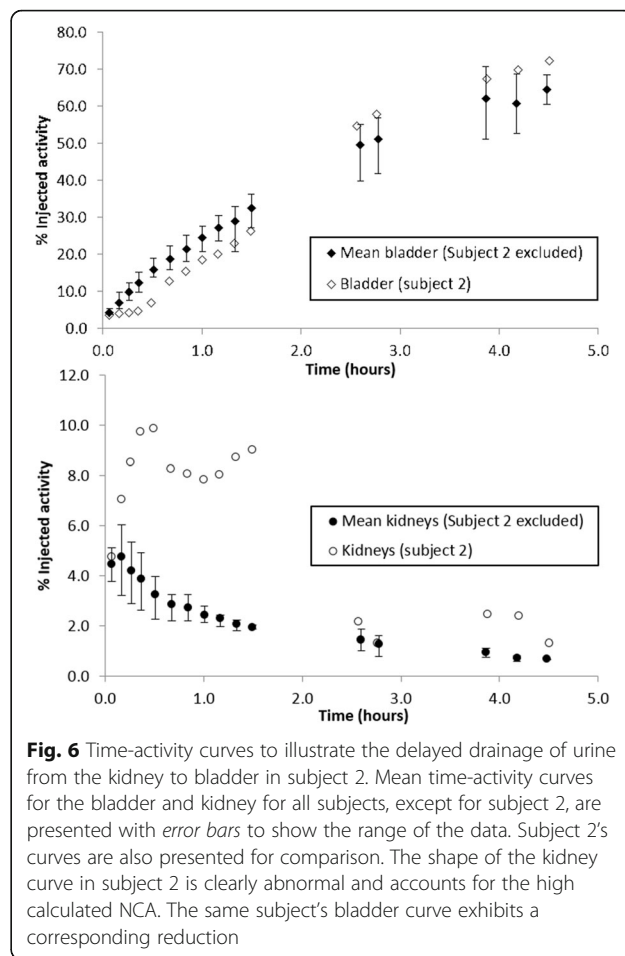 80.0
70.0
60.0
50.0
40.0
30.0
20.0
10.0
0.0
% Injected activity
Mean bladder (Subject 2 excluded)
Bladder (subject 2)
0.0 1.0 2.0 3.0 4.0 5.0
Time (hours)
12.0
10.0
8.0
6.0
4.0
2.0
0.0
% Injected activity
Mean kidneys (Subject 2 excluded)
Kidneys (subject 2)
0.0 1.0 2.0 3.0 4.0 5.0
Time (hours)
Fig. 6 Time-activity curves to illustrate the delayed drainage of urine
from the kidney to bladder in subject 2. Mean time-activity curves
for the bladder and kidney for all subjects, except for subject 2, are
presented with error bars to show the range of the data. Subject 2's
curves are also presented for comparison. The shape of the kidney
curve in subject 2 is clearly abnormal and accounts for the high
calculated NCA. The same subject's bladder curve exhibits a
corresponding reduction